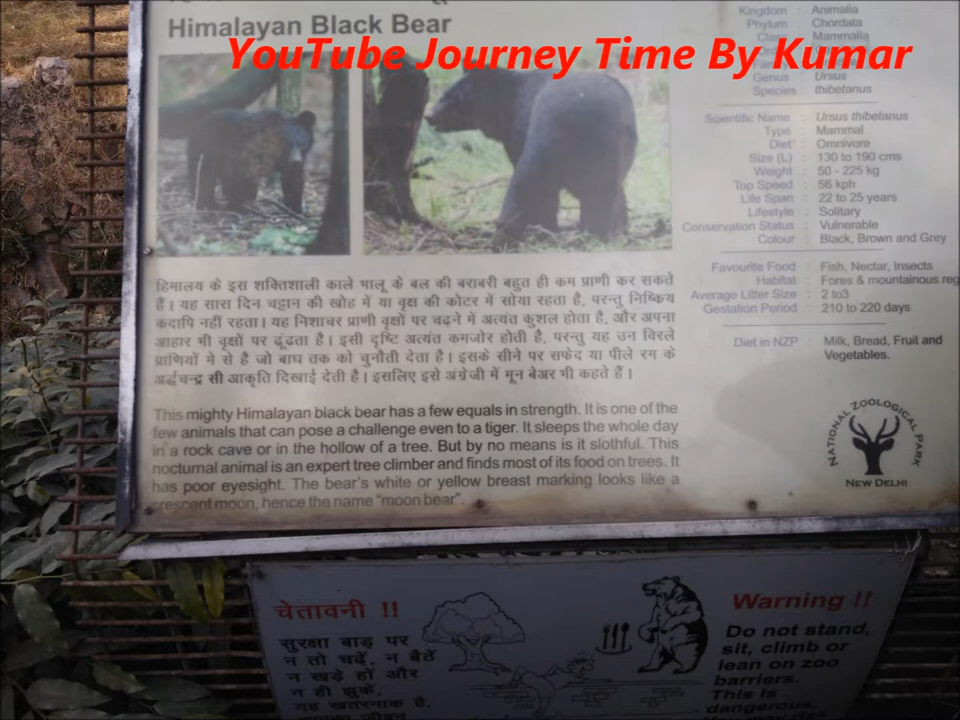 Himalayan Black Bear
YouTube Journey Time By Kumar
Kingdom : Animalia
Phylum : Chordata
Class : Mammalia
Genus : Ursus
Species : thibetanus
Scientific Name : Ursus thibetanus
Type : Mammal
Diet : Omnivore
Size (L) : 130 to 190 cms
Weight : 50 - 225 kg
Top Speed : 56 kph
Life Span : 22 to 25 years
Lifestyle : Solitary
Conservation Status : Vulnerable
Colour : Black, Brown and Grey
Favourite Food : Fish, Nectar, Insects
Habitat : Fores & mountainous reg
Average Litter Size : 2 to3
Gestation Period : 210 to 220 days
Diet in NZP : Milk, Bread, Fruit and
Vegetables.
हिमालय के इस शक्तिशाली काले भालू के बल की बराबरी बहुत ही कम प्राणी कर सकते
हैं। यह सारा दिन चट्टान की खोह में या वृक्ष की कोटर में सोया रहता है, परन्तु निष्क्रिय
कदापि नहीं रहता। यह निशाचर प्राणी वृक्षों पर चढ़ने में अत्यंत कुशल होता है, और अपना
आहार भी वृक्षों पर ढूंढता है। इसी दृष्टि अत्यंत कमजोर होती है, परन्तु यह उन विरले
प्राणियों मे से है जो बाघ तक को चुनौती देता है। इसके सीने पर सफेद या पीले रंग के
अर्द्धचन्द्र सी आकृति दिखाई देती है। इसलिए इसे अंग्रेजी में मून बेअर भी कहते हैं।
This mighty Himalayan black bear has a few equals in strength. It is one of the
few animals that can pose a challenge even to a tiger. It sleeps the whole day
in a rock cave or in the hollow of a tree. But by no means is it slothful. This
nocturnal animal is an expert tree climber and finds most of its food on trees. It
has poor eyesight. The bear's white or yellow breast marking looks like a
crescent moon, hence the name "moon bear".
NATIONAL ZOOLOGICAL PARK
NEW DELHI
चेतावनी !!
सुरक्षा बाड़ पर
न तो चढ़ें, न बैठें
न खड़े हों और
न ही झुकें,
यह खतरनाक है,
Warning !!
Do not stand,
sit, climb or
lean on zoo
barriers.
This is
dangerous.